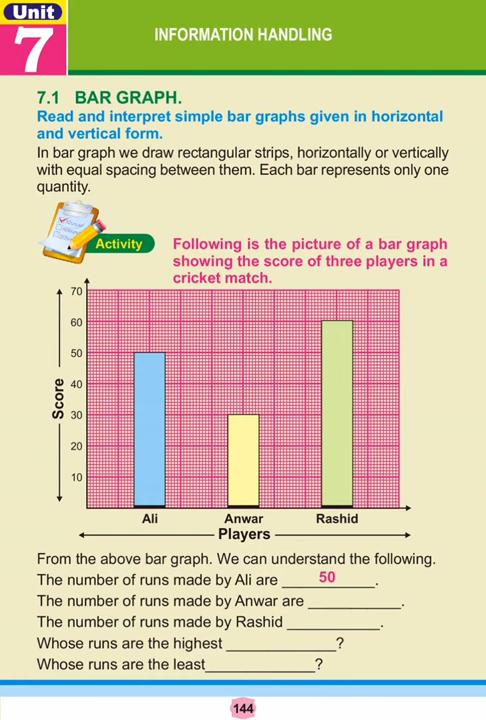 Unit
7
INFORMATION HANDLING
7.1 BAR GRAPH.
Read and interpret simple bar graphs given in horizontal
and vertical form.
In bar graph we draw rectangular strips, horizontally or vertically
with equal spacing between them. Each bar represents only one
quantity.
Activity
Following is the picture of a bar graph
showing the score of three players in a
cricket match.
70
60
50
40
30
20
10
Score
Ali Anwar Rashid
Players
From the above bar graph. We can understand the following.
The number of runs made by Ali are ____50____.
The number of runs made by Anwar are ___________.
The number of runs made by Rashid ___________.
Whose runs are the highest _____________?
Whose runs are the least_____________?
144